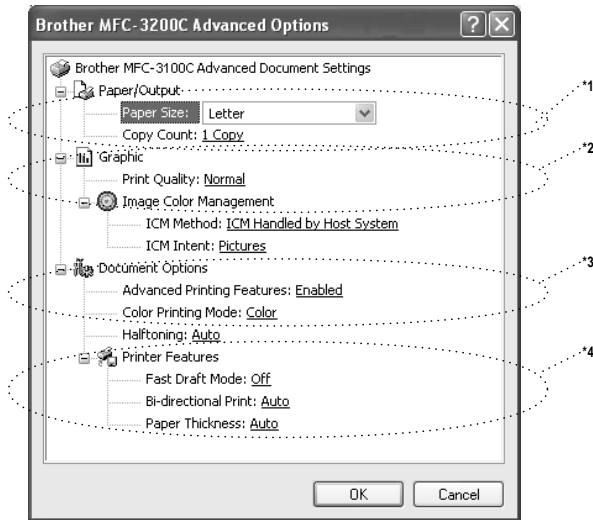 Brother MFC-3200C Advanced Options
Brother MFC-3100C Advanced Document Settings
Paper/Output
Paper Size: Letter
Copy Count: 1 Copy
Graphic
Print Quality: Normal
Image Color Management
ICM Method: ICM Handled by Host System
ICM Intent: Pictures
Document Options
Advanced Printing Features: Enabled
Color Printing Mode: Color
Halftoning: Auto
Printer Features
Fast Draft Mode: Off
Bi-directional Print: Auto
Paper Thickness: Auto
OK Cancel
*1
*2
*3
*4